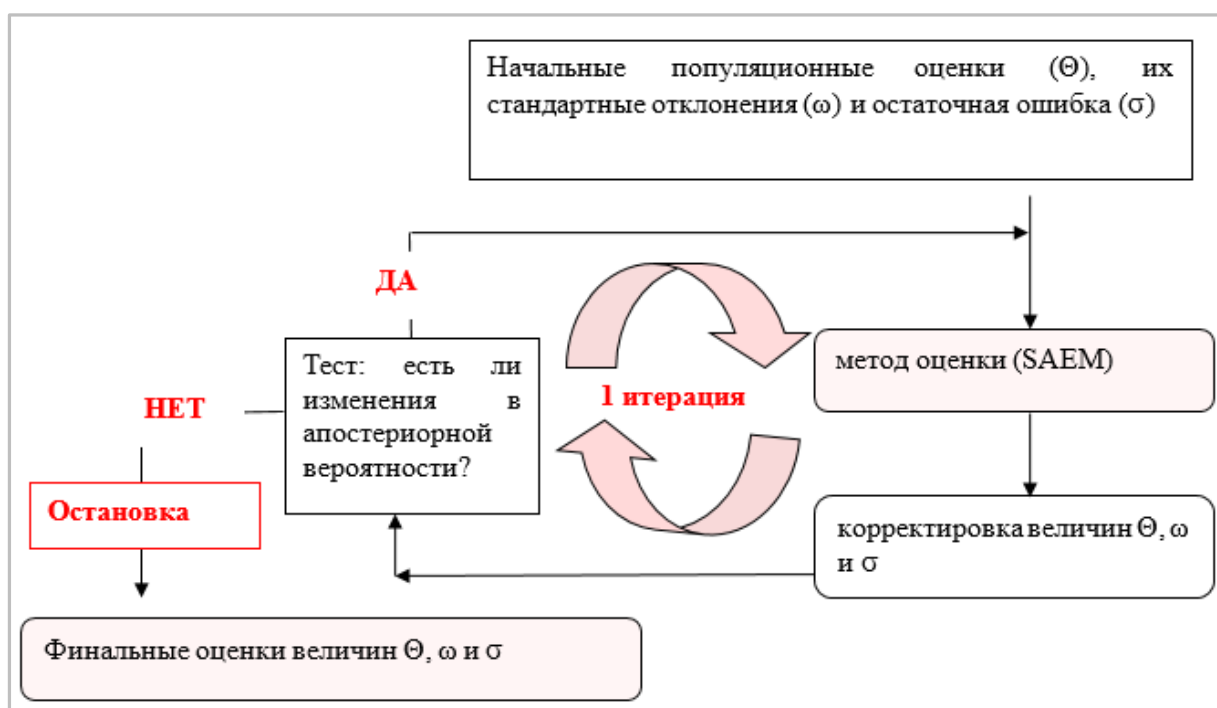 Начальные популяционные оценки (Θ), их
стандартные отклонения (ω) и остаточная ошибка (σ)
ДА
метод оценки (SAEM)
Тест: есть ли
изменения в
апостериорной
вероятности?
1 итерация
НЕТ
Остановка
корректировка величин Θ, ω
и σ
Финальные оценки величин Θ, ω и σ